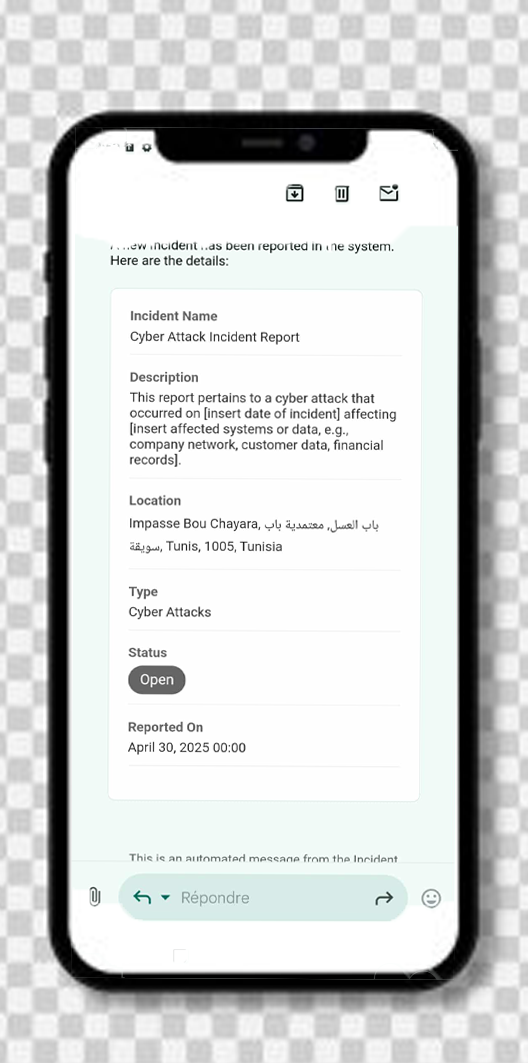 new incident has been reported in the system.
Here are the details:
Incident Name
Cyber Attack Incident Report
Description
This report pertains to a cyber attack that
occurred on [insert date of incident] affecting
[insert affected systems or data, e.g.,
company network, customer data, financial
records].
Location
Impasse Bou Chayara, باب العسل, معتمدية باب
سويقة, Tunis, 1005, Tunisia
Type
Cyber Attacks
Status
Open
Reported On
April 30, 2025 00:00
This is an automated message from the Incident
Répondre